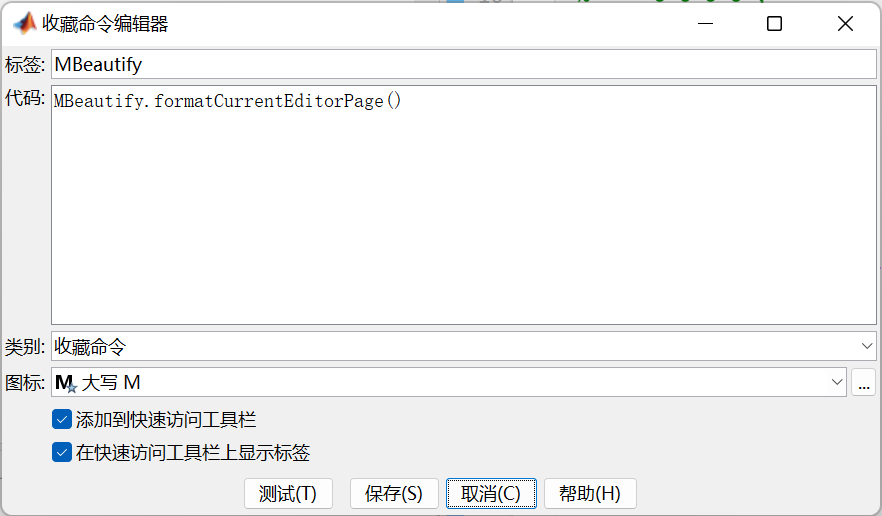 收藏命令编辑器
标签: MBeautify
代码: MBeautify.formatCurrentEditorPage()
类别: 收藏命令
图标: M 大写 M ...
添加到快速访问工具栏
在快速访问工具栏上显示标签
测试(T) 保存(S) 取消(C) 帮助(H)